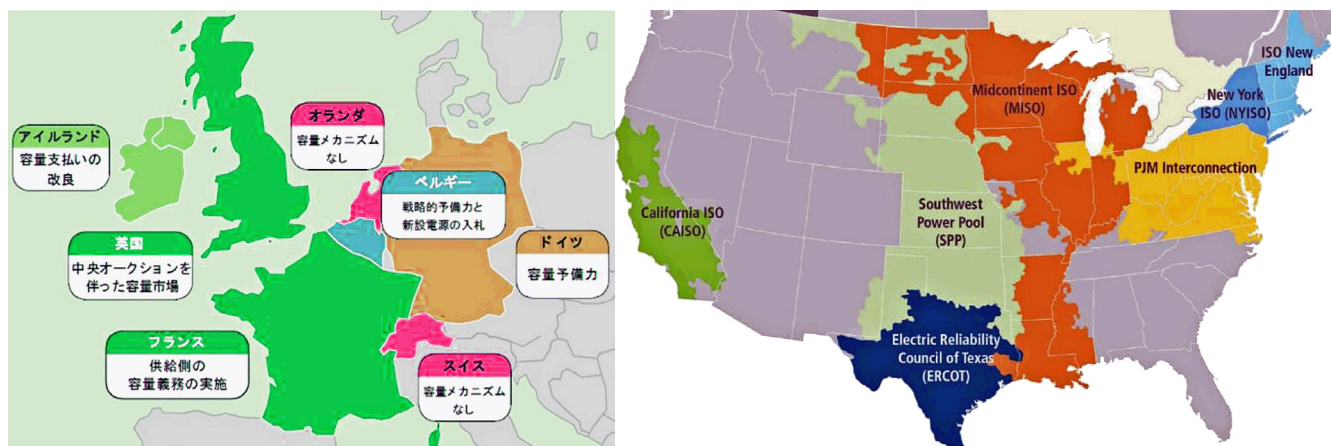 アイルランド
容量支払いの
改良
オランダ
容量メカニズム
なし
ベルギー
戦略的予備力と
新設電源の入札
英国
中央オークションを
伴った容量市場
ドイツ
容量予備力
フランス
供給側の
容量義務の実施
スイス
容量メカニズム
なし
ISO New
England
Midcontinent ISO
(MISO)
New York
ISO (NYISO)
PJM Interconnection
California ISO
(CAISO)
Southwest
Power Pool
(SPP)
Electric Reliability
Council of Texas
(ERCOT)